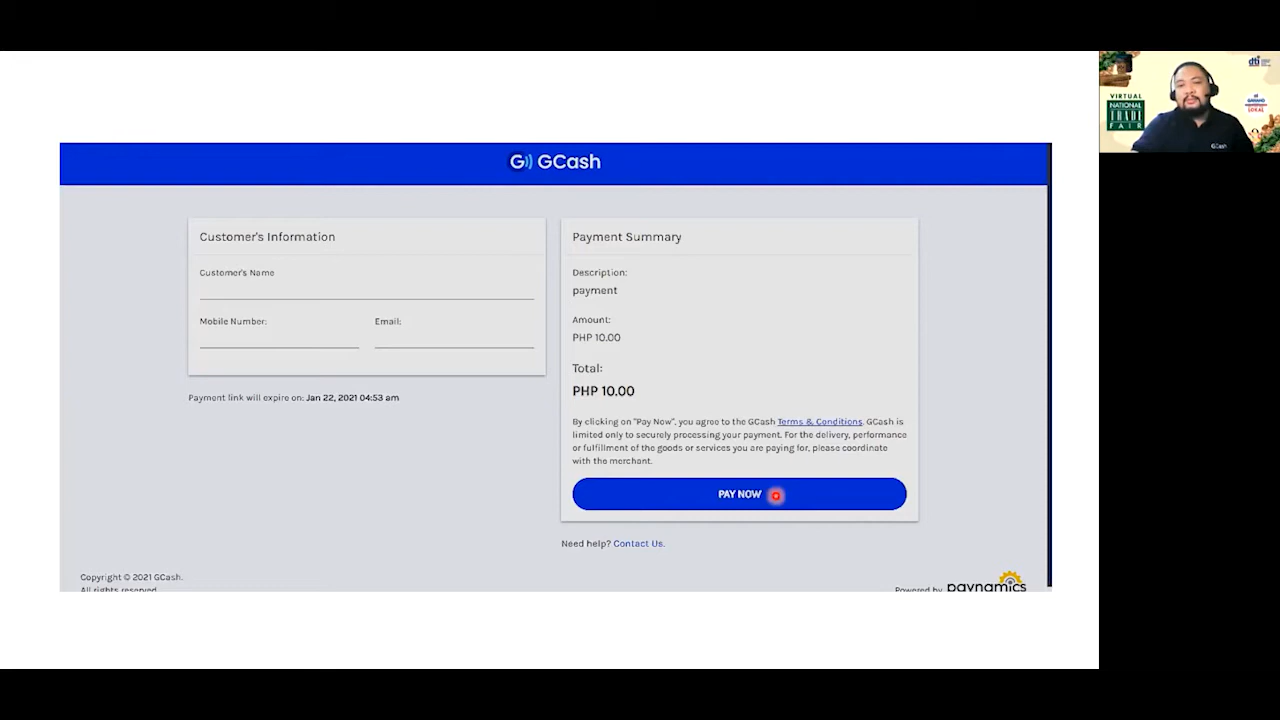 GCash
Customer's Information
Customer's Name
Mobile Number:
Email:
Payment link will expire on: Jan 22, 2021 04:53 am
Payment Summary
Description:
payment
Amount:
PHP 10.00
Total:
PHP 10.00
By clicking on "Pay Now", you agree to the GCash Terms & Conditions. GCash is
limited only to securely processing your payment. For the delivery, performance
or fulfillment of the goods or services you are paying for, please coordinate
with the merchant.
PAY NOW
Need help? Contact Us.
Copyright © 2021 GCash.
All rights reserved
Powered by paynamics
VIRTUAL
NATIONAL
TRADE
FAIR
dti
GCash